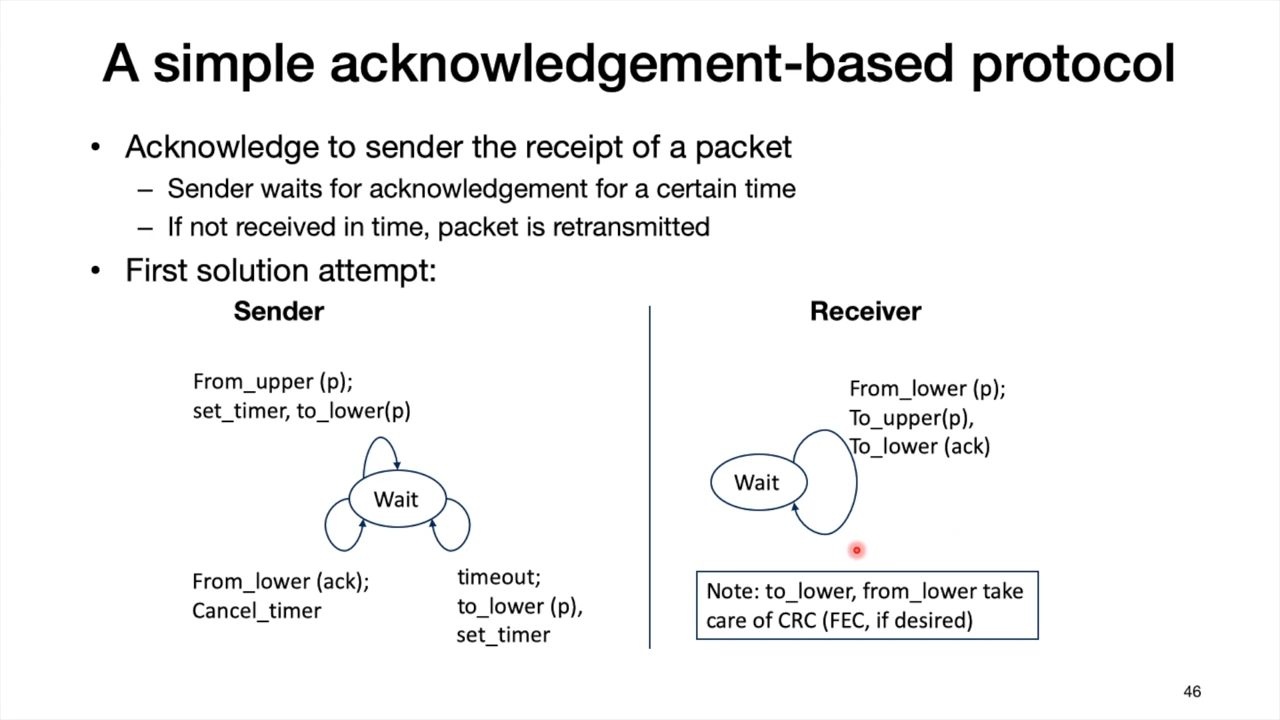 A simple acknowledgement-based protocol
• Acknowledge to sender the receipt of a packet
– Sender waits for acknowledgement for a certain time
– If not received in time, packet is retransmitted
• First solution attempt:
Sender
From_upper (p);
set_timer, to_lower(p)
Wait
From_lower (ack);
Cancel_timer
timeout;
to_lower (p),
set_timer
Receiver
From_lower (p);
To_upper(p),
To_lower (ack)
Wait
Note: to_lower, from_lower take
care of CRC (FEC, if desired)
46